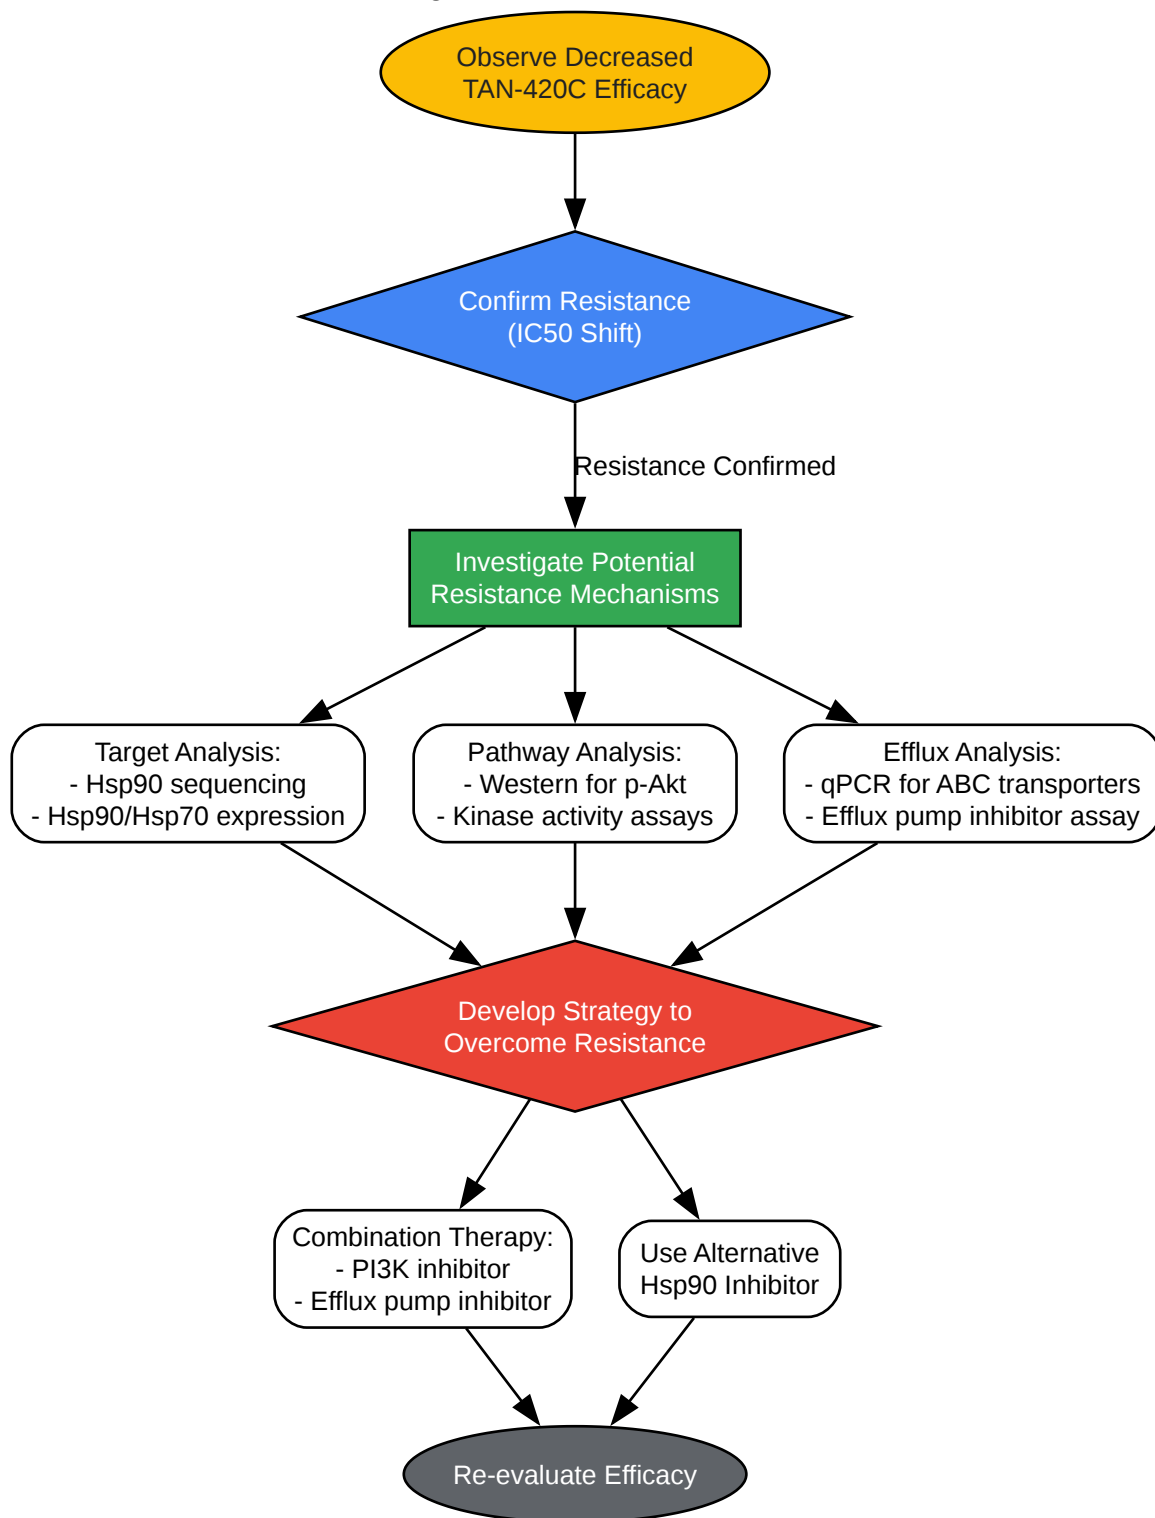 Observe Decreased
TAN-420C Efficacy
Confirm Resistance
(IC50 Shift)
Resistance Confirmed
Investigate Potential
Resistance Mechanisms
Target Analysis:
- Hsp90 sequencing
- Hsp90/Hsp70 expression
Pathway Analysis:
- Western for p-Akt
- Kinase activity assays
Efflux Analysis:
- qPCR for ABC transporters
- Efflux pump inhibitor assay
Develop Strategy to
Overcome Resistance
Combination Therapy:
- PI3K inhibitor
- Efflux pump inhibitor
Use Alternative
Hsp90 Inhibitor
Re-evaluate Efficacy